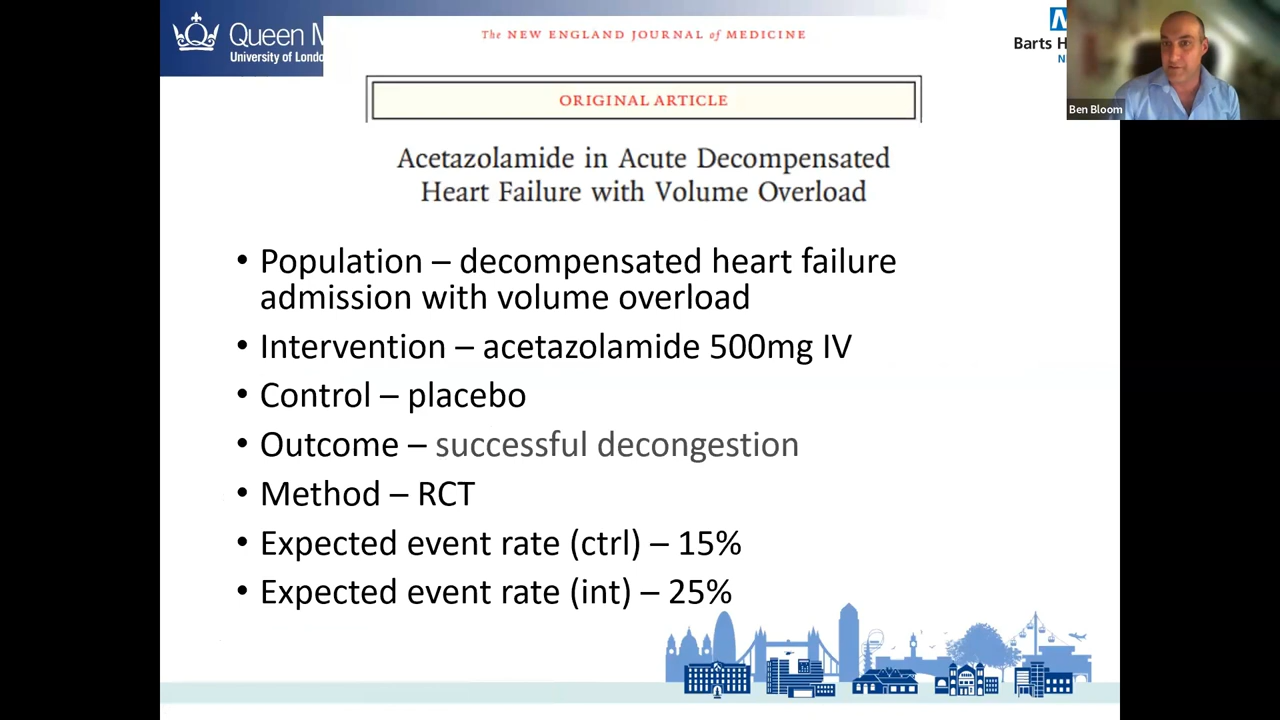 Queen M
University of Londo
The NEW ENGLAND JOURNAL of MEDICINE
Barts H
N
Ben Bloom
ORIGINAL ARTICLE
Acetazolamide in Acute Decompensated
Heart Failure with Volume Overload
• Population – decompensated heart failure
admission with volume overload
• Intervention – acetazolamide 500mg IV
• Control – placebo
• Outcome – successful decongestion
• Method – RCT
• Expected event rate (ctrl) – 15%
• Expected event rate (int) – 25%